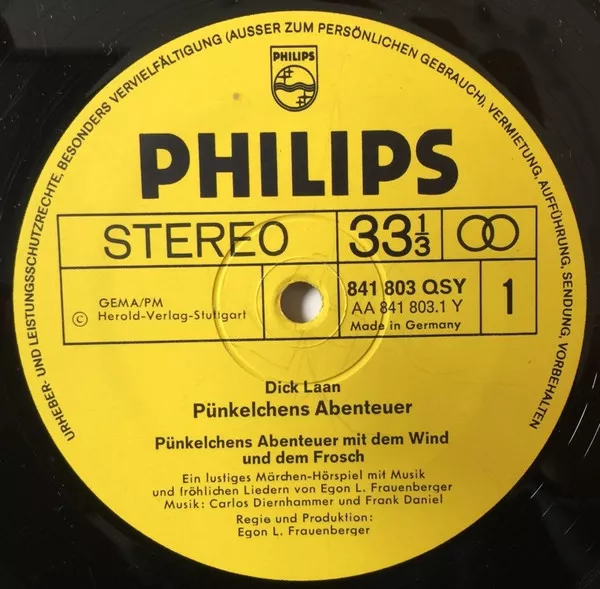 URHEBER- UND LEISTUNGSSCHUTZRECHTE, BESONDERS VERVIELFÄLTIGUNG (AUSSER ZUM PERSÖNLICHEN GEBRAUCH), VERMIETUNG, AUFFÜHRUNG, SENDUNG, VORBEHALTEN
PHILIPS
PHILIPS
STEREO
33 1/3
GEMA/PM
© Herold-Verlag-Stuttgart
841 803 QSY
AA 841 803.1 Y
Made in Germany
1
Dick Laan
Pünkelchens Abenteuer
Pünkelchens Abenteuer mit dem Wind
und dem Frosch
Ein lustiges Märchen-Hörspiel mit Musik
und fröhlichen Liedern von Egon L. Frauenberger
Musik: Carlos Diernhammer und Frank Daniel
Regie und Produktion:
Egon L. Frauenberger